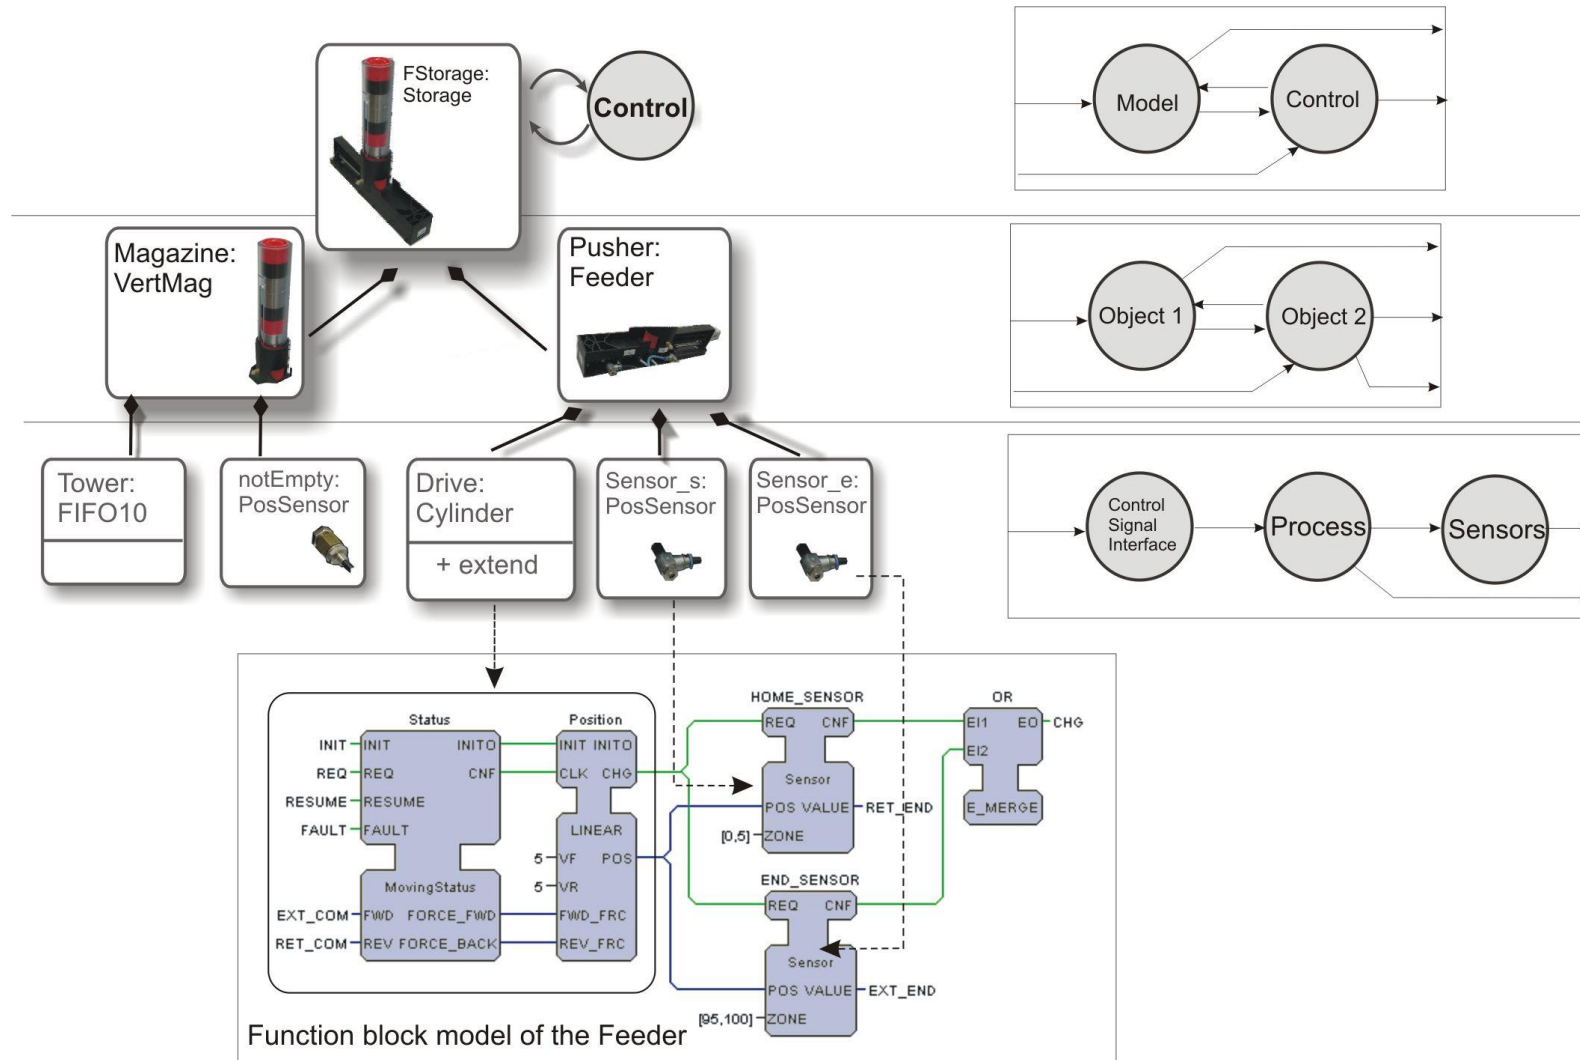 FStorage:
Storage
Control
Model
Control
Magazine:
VertMag
Pusher:
Feeder
Object 1
Object 2
Tower:
FIFO10
notEmpty:
PosSensor
Drive:
Cylinder
+ extend
Sensor_s:
PosSensor
Sensor_e:
PosSensor
Control
Signal
Interface
Process
Sensors
Status
INIT
INIT
INITO
REQ
REQ
CNF
RESUME
RESUME
FAULT
FAULT
MovingStatus
EXT_COM
FWD
FORCE_FWD
RET_COM
REV
FORCE_BACK
Position
INIT
INITO
CLK
CHG
LINEAR
5
VF
POS
5
VR
FWD_FRC
REV_FRC
HOME_SENSOR
REQ
CNF
Sensor
POS
VALUE
RET_END
[0,5]
ZONE
END_SENSOR
REQ
CNF
Sensor
POS
VALUE
EXT_END
[95,100]
ZONE
OR
EI1
EO
CHG
EI2
E_MERGE
Function block model of the Feeder